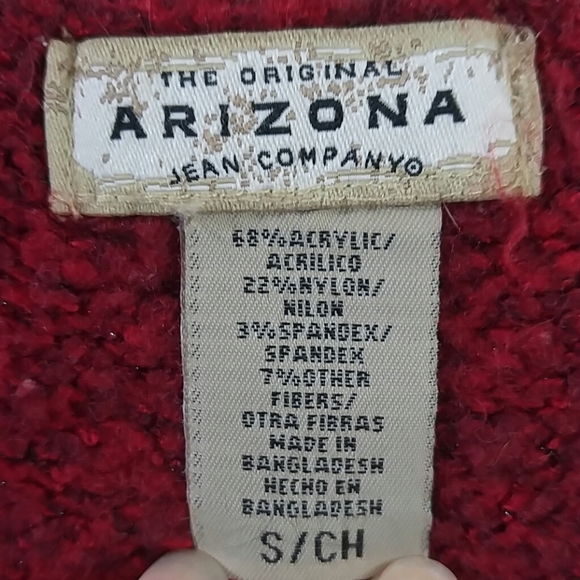 THE ORIGINAL
ARIZONA
JEAN COMPANY®
68% ACRYLIC/
ACRILICO
22% NYLON/
NILON
3% SPANDEX/
SPANDEX
7% OTHER
FIBERS/
OTRA FIBRAS
MADE IN
BANGLADESH
HECHO EN
BANGLADESH
S/CH